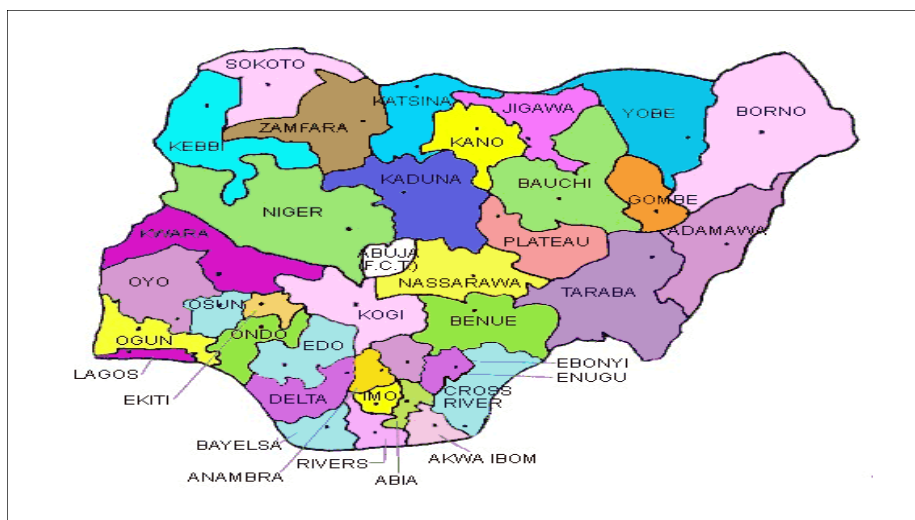 SOKOTO
KATSINA
JIGAWA
YOBE
BORNO
ZAMFARA
KANO
KEBBI
KADUNA
BAUCHI
GOMBE
NIGER
ADAMAWA
KWARA
PLATEAU
ABUJA
(F.C.T.)
NASSARAWA
OYO
TARABA
OSUN
KOGI
BENUE
OGUN
ONDO
EDO
LAGOS
EBONYI
ENUGU
EKITI
DELTA
IMO
CROSS
RIVER
BAYELSA
RIVERS
AKWA IBOM
ANAMBRA
ABIA